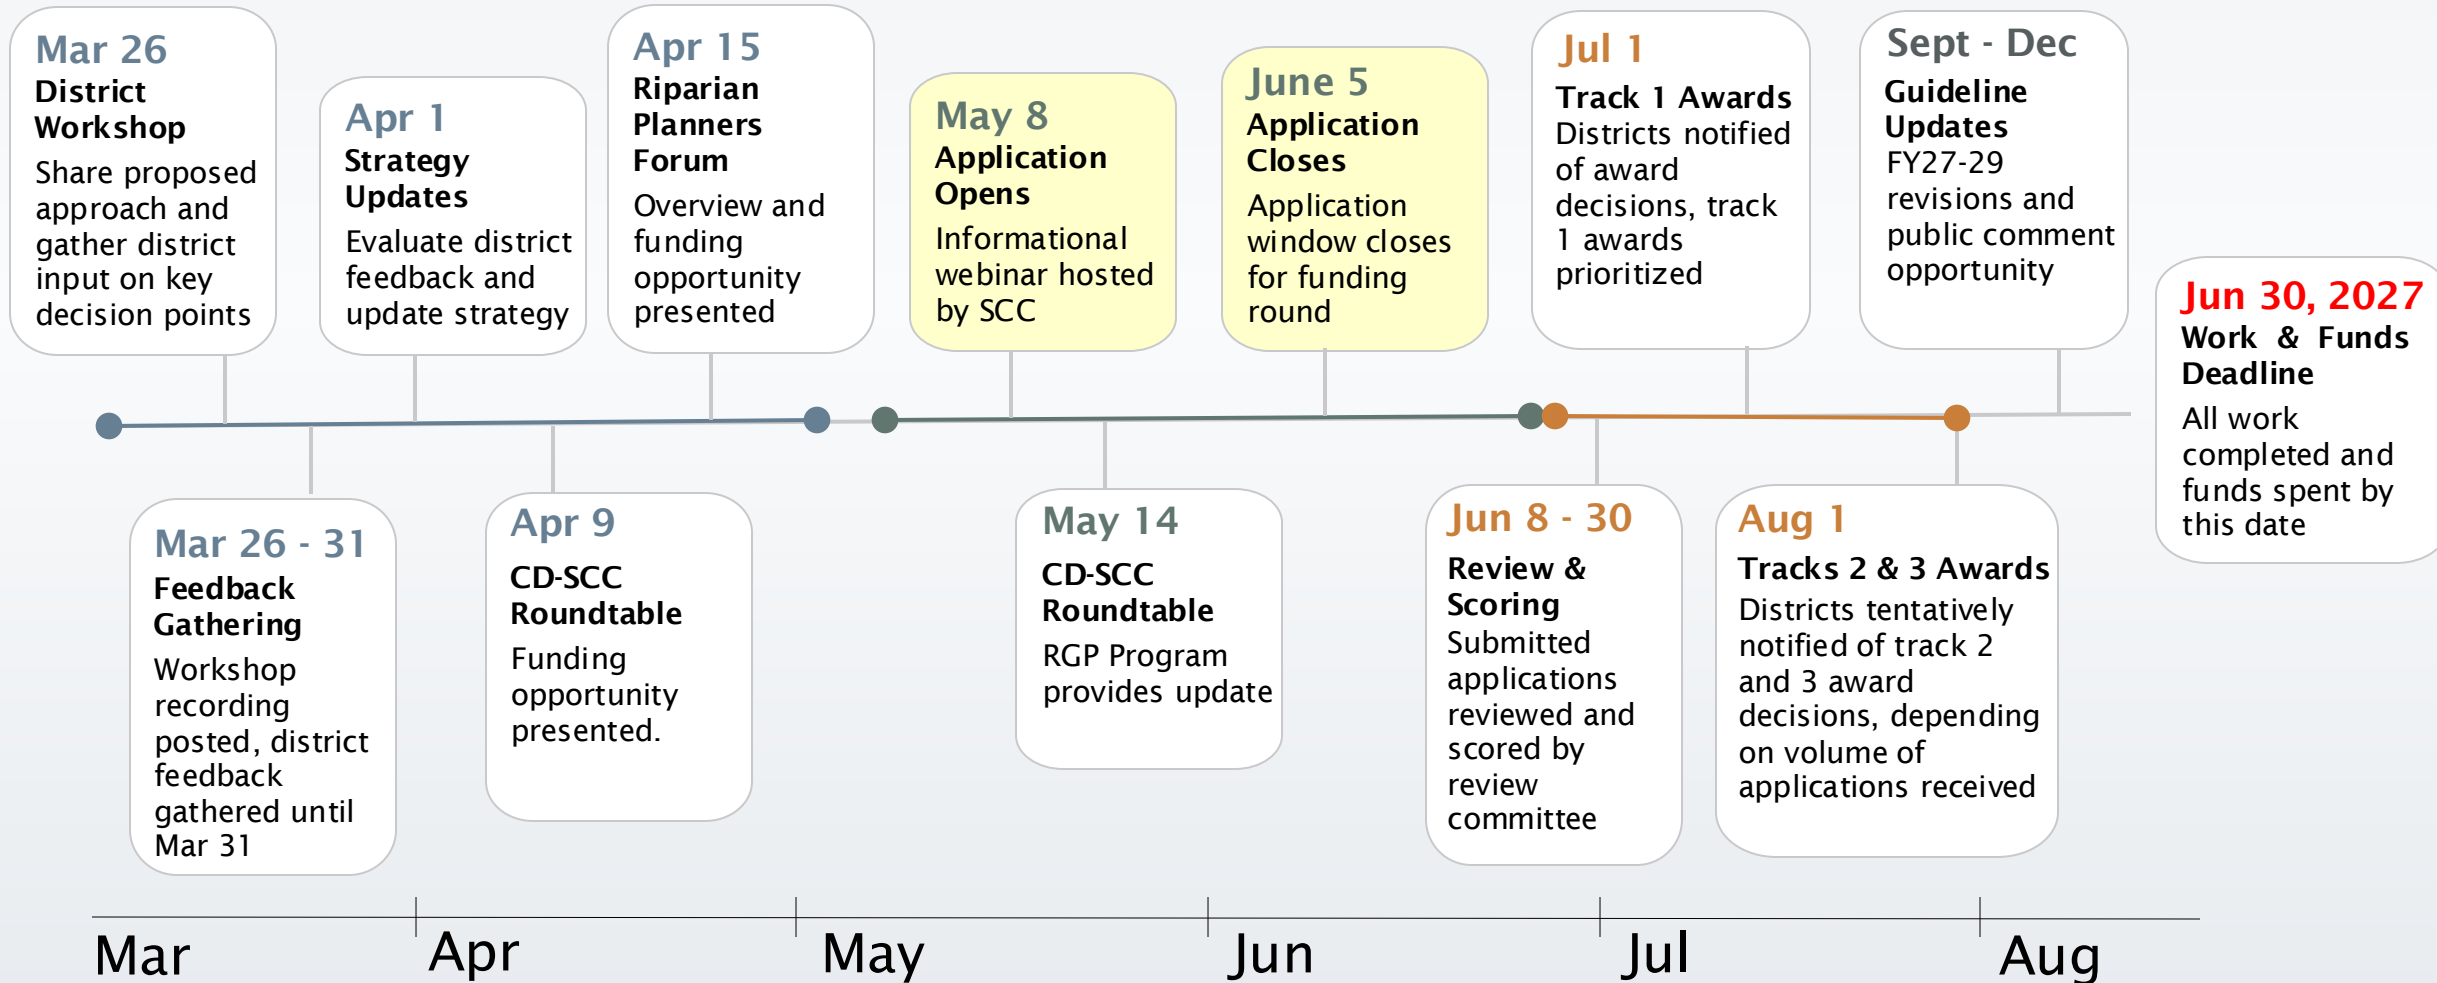 Mar 26
District
Workshop
Share proposed
approach and
gather district
input on key
decision points
Apr 1
Strategy
Updates
Evaluate district
feedback and
update strategy
Apr 15
Riparian
Planners
Forum
Overview and
funding
opportunity
presented
May 8
Application
Opens
Informational
webinar hosted
by SCC
June 5
Application
Closes
Application
window closes
for funding
round
Jul 1
Track 1 Awards
Districts notified
of award
decisions, track
1 awards
prioritized
Sept - Dec
Guideline
Updates
FY27-29
revisions and
public comment
opportunity
Jun 30, 2027
Work & Funds
Deadline
All work
completed and
funds spent by
this date
Mar 26 - 31
Feedback
Gathering
Workshop
recording
posted, district
feedback
gathered until
Mar 31
Apr 9
CD-SCC
Roundtable
Funding
opportunity
presented.
May 14
CD-SCC
Roundtable
RGP Program
provides update
Jun 8 - 30
Review &
Scoring
Submitted
applications
reviewed and
scored by
review
committee
Aug 1
Tracks 2 & 3 Awards
Districts tentatively
notified of track 2
and 3 award
decisions, depending
on volume of
applications received
Mar
Apr
May
Jun
Jul
Aug